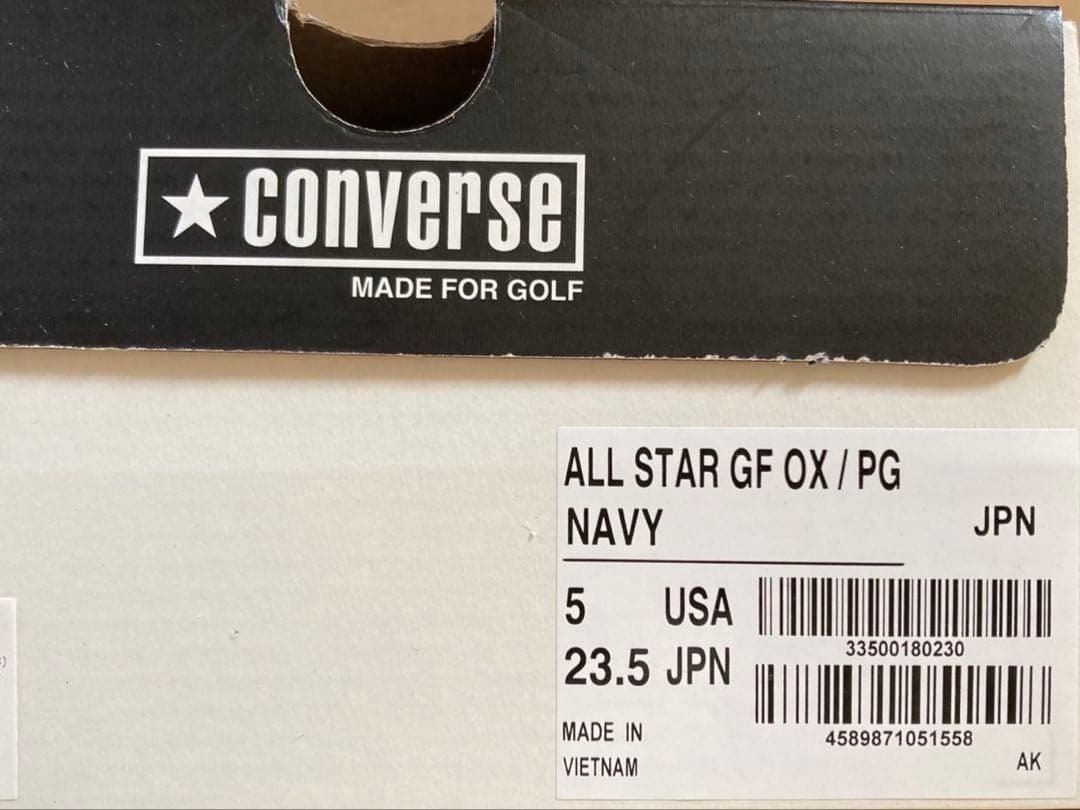 ★ CONVERSE
MADE FOR GOLF
ALL STAR GF OX / PG
NAVY JPN
5 USA
23.5 JPN
33500180230
4589871051558
MADE IN
VIETNAM
AK